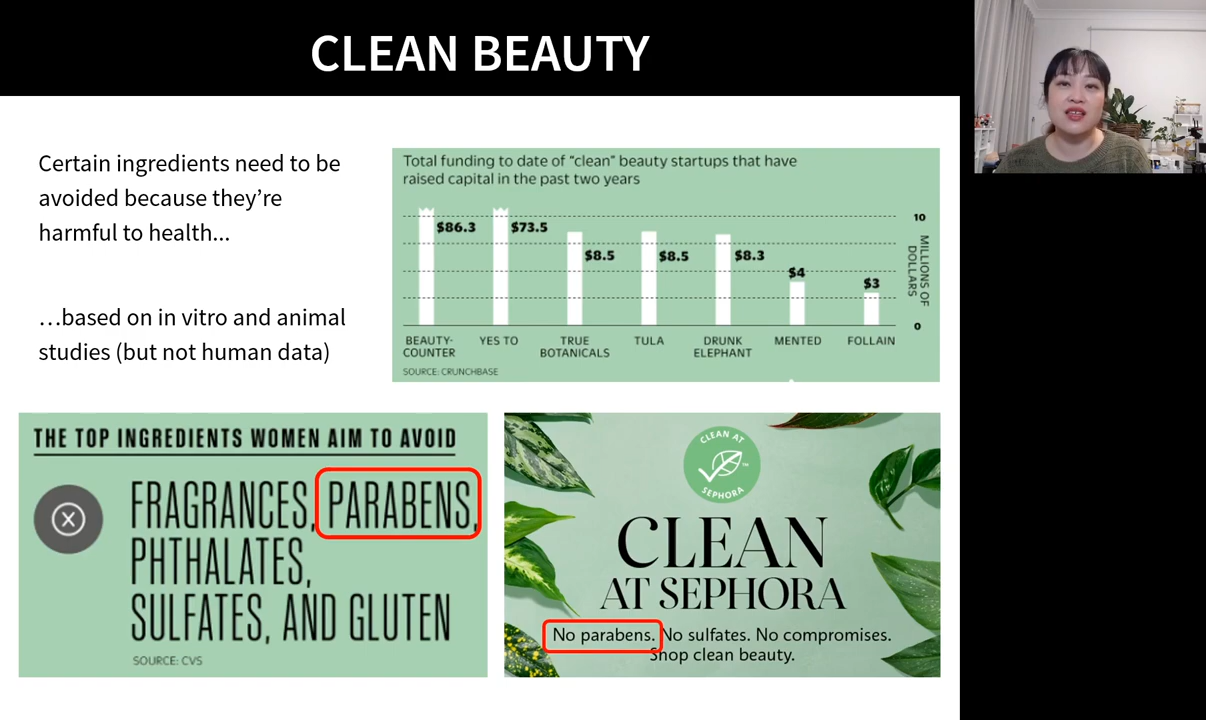 CLEAN BEAUTY
Certain ingredients need to be
avoided because they're
harmful to health...
...based on in vitro and animal
studies (but not human data)
Total funding to date of “clean” beauty startups that have
raised capital in the past two years
$86.3
$73.5
$8.5
$8.5
$8.3
$4
$3
10
MILLIONS OF
DOLLARS
0
BEAUTY-
COUNTER
YES TO
TRUE
BOTANICALS
TULA
DRUNK
ELEPHANT
MENTED
FOLLAIN
SOURCE: CRUNCHBASE
THE TOP INGREDIENTS WOMEN AIM TO AVOID
FRAGRANCES, PARABENS,
PHTHALATES,
SULFATES, AND GLUTEN
SOURCE: CVS
CLEAN AT
SEPHORA
TM
CLEAN
AT SEPHORA
No parabens. No sulfates. No compromises.
Shop clean beauty.